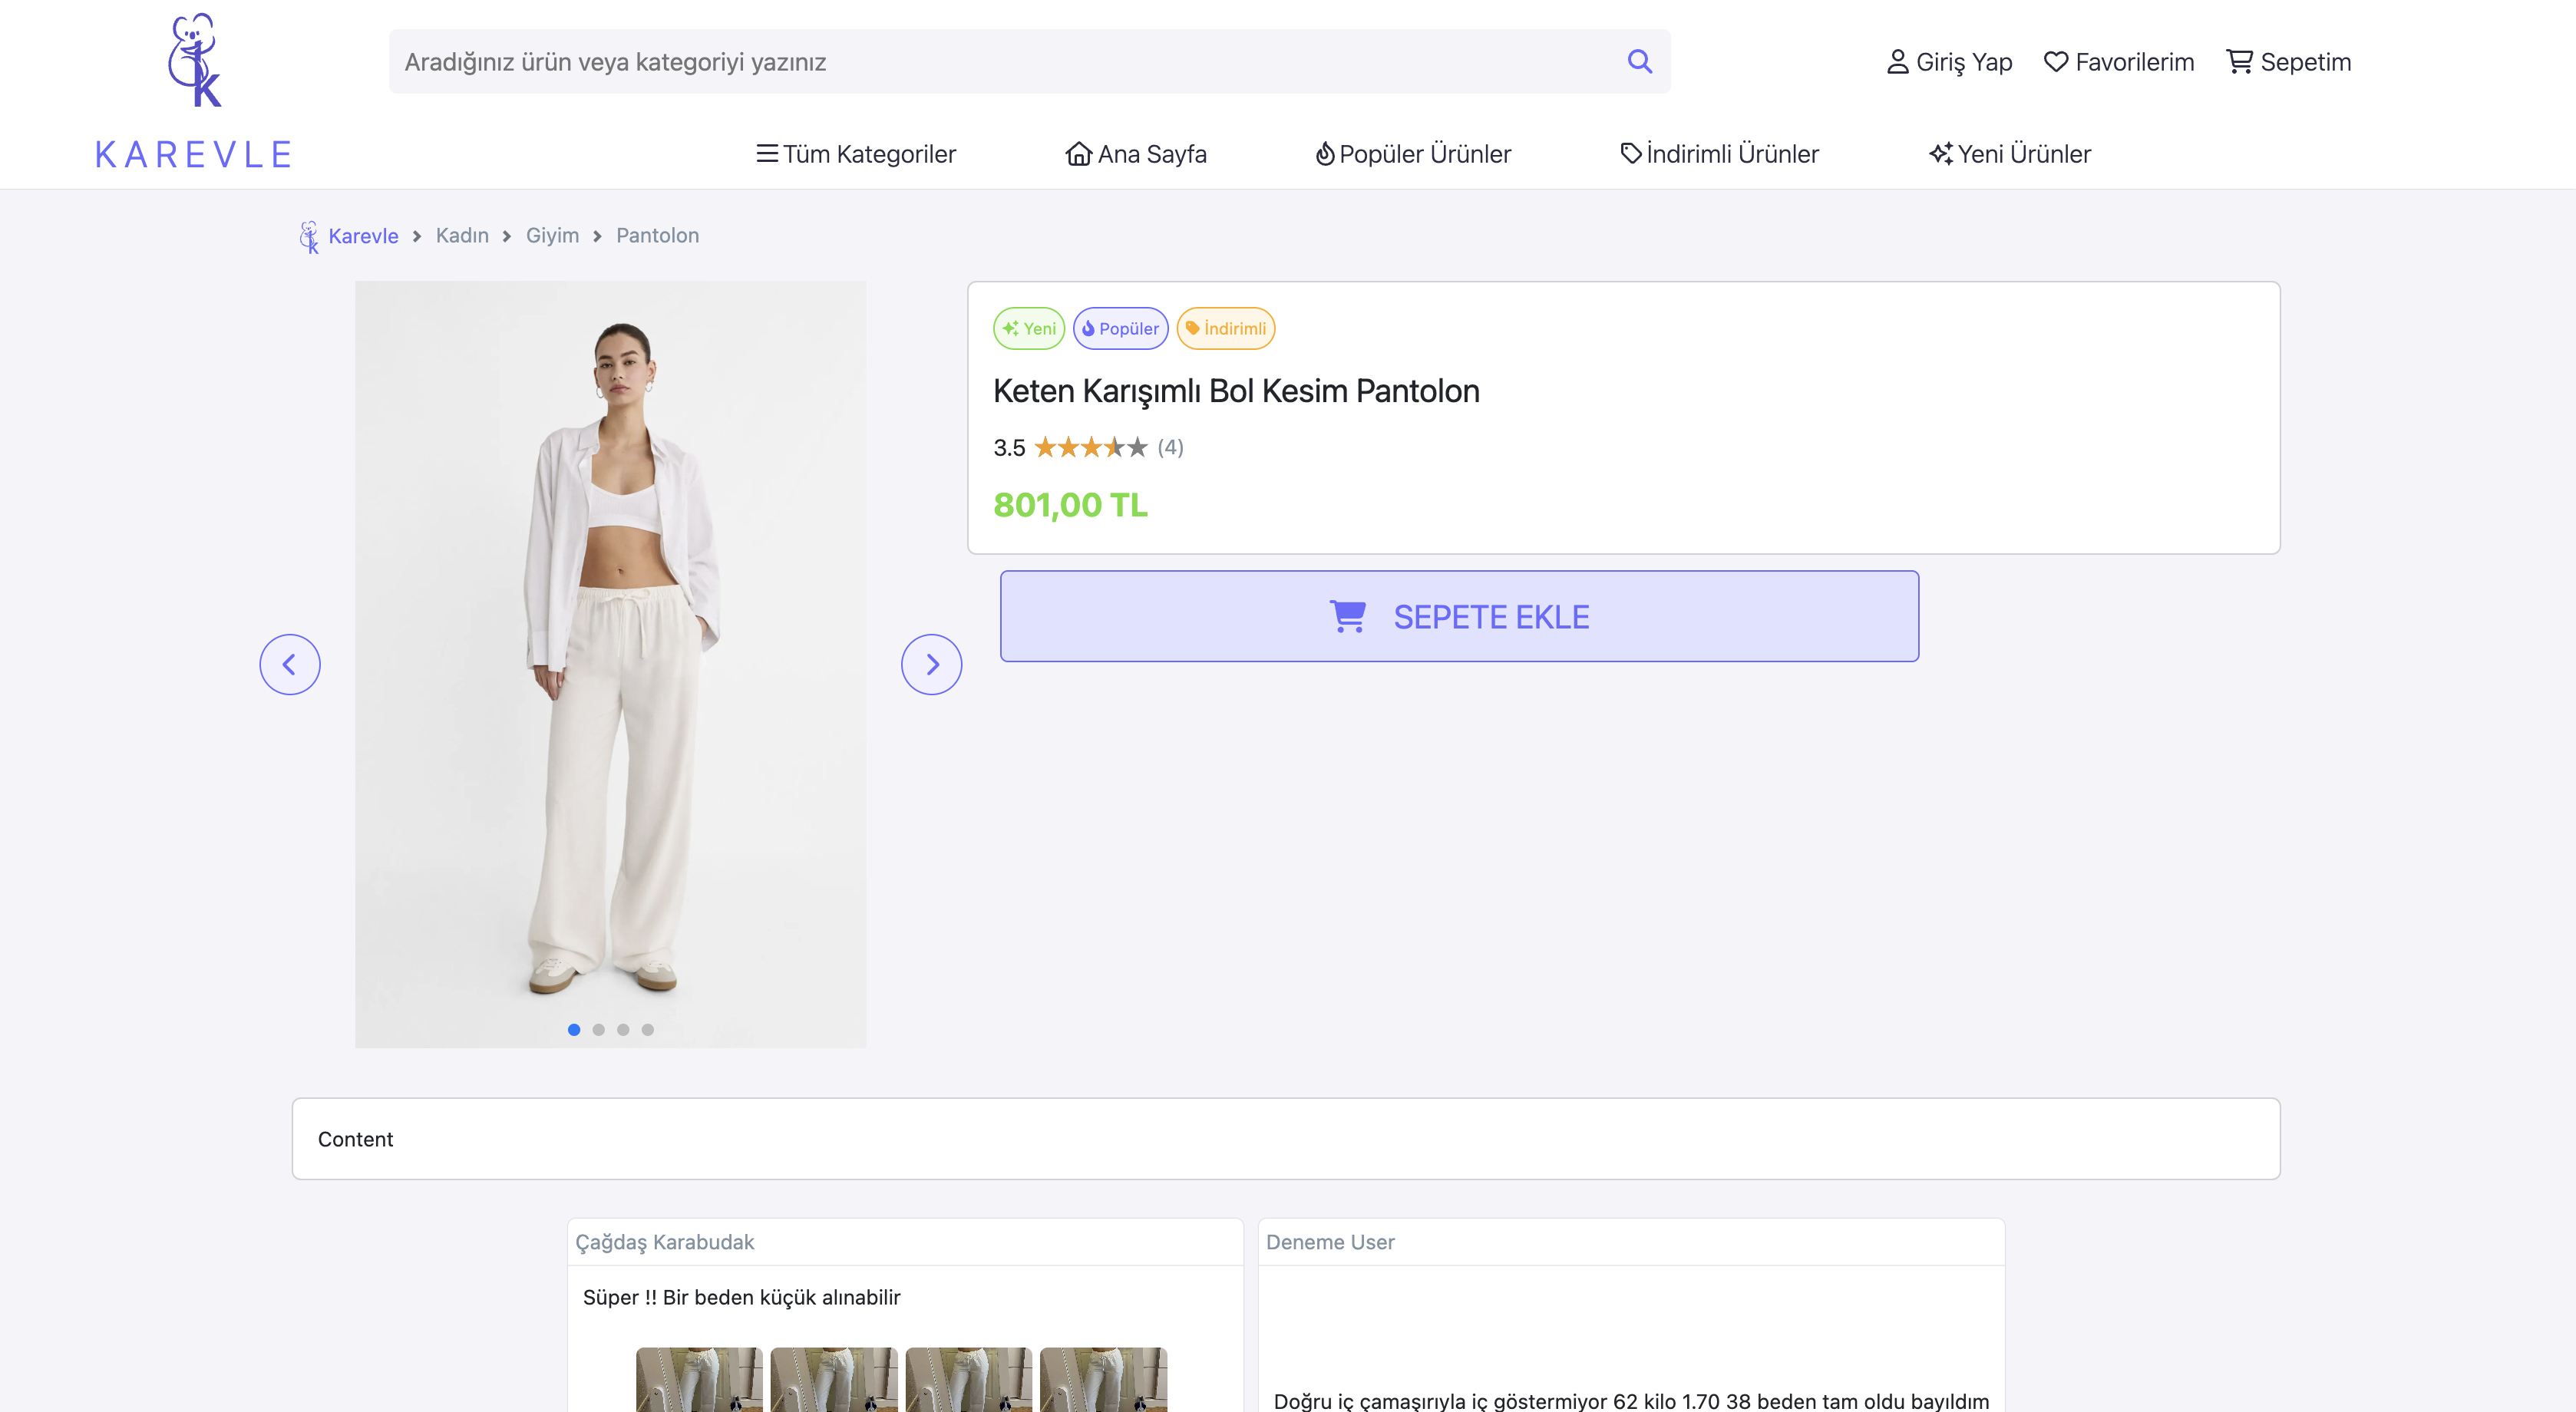 Aradığınız ürün veya kategoriyi yazınız
Giriş Yap Favorilerim Sepetim
KAREVLE
Tüm Kategoriler Ana Sayfa Popüler Ürünler İndirimli Ürünler Yeni Ürünler
Karevle > Kadın > Giyim > Pantolon
Yeni Popüler İndirimli
Keten Karışımlı Bol Kesim Pantolon
3.5 ★★★★★ (4)
801,00 TL
SEPETE EKLE
Content
Çağdaş Karabudak
Süper !! Bir beden küçük alınabilir
Deneme User
Doğru iç çamaşırıyla iç göstermiyor 62 kilo 1.70 38 beden tam oldu bayıldım